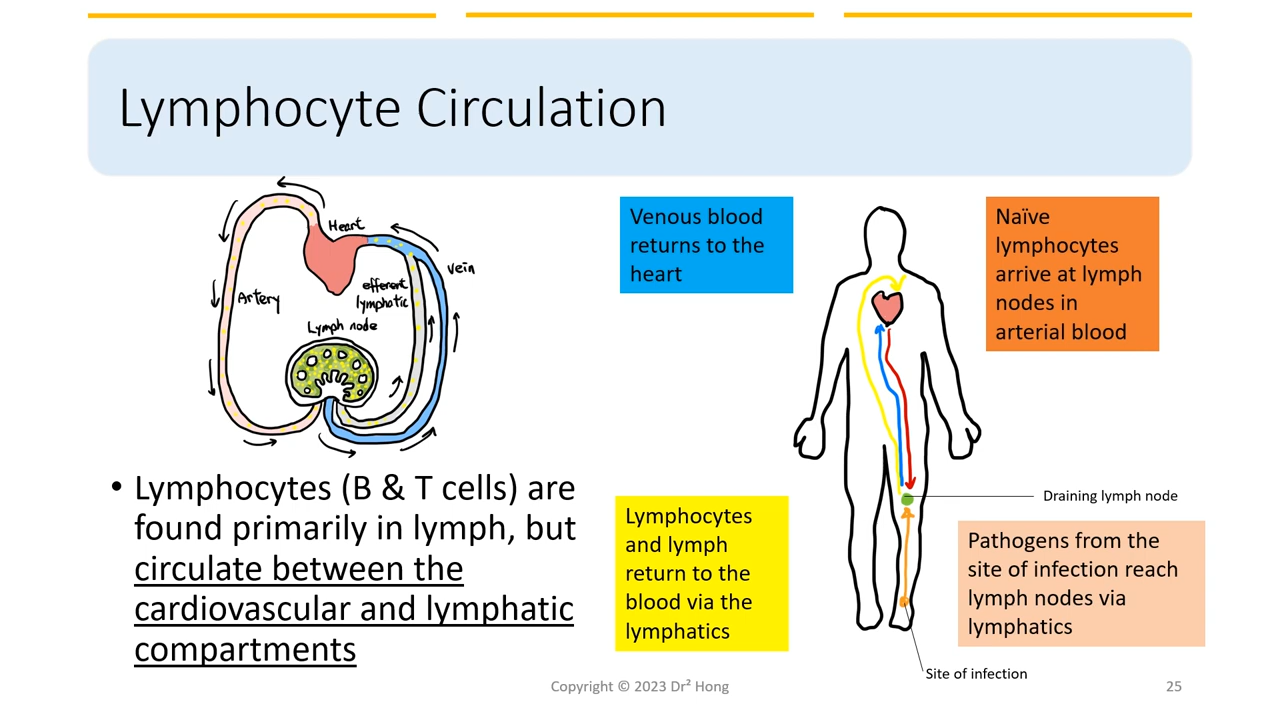 Lymphocyte Circulation
Heart
vein
Artery
efferent
lymphatic
Lymph node
• Lymphocytes (B & T cells) are
found primarily in lymph, but
circulate between the
cardiovascular and lymphatic
compartments
Venous blood
returns to the
heart
Naïve
lymphocytes
arrive at lymph
nodes in
arterial blood
Lymphocytes
and lymph
return to the
blood via the
lymphatics
Draining lymph node
Pathogens from the
site of infection reach
lymph nodes via
lymphatics
Site of infection
Copyright © 2023 Dr² Hong
25